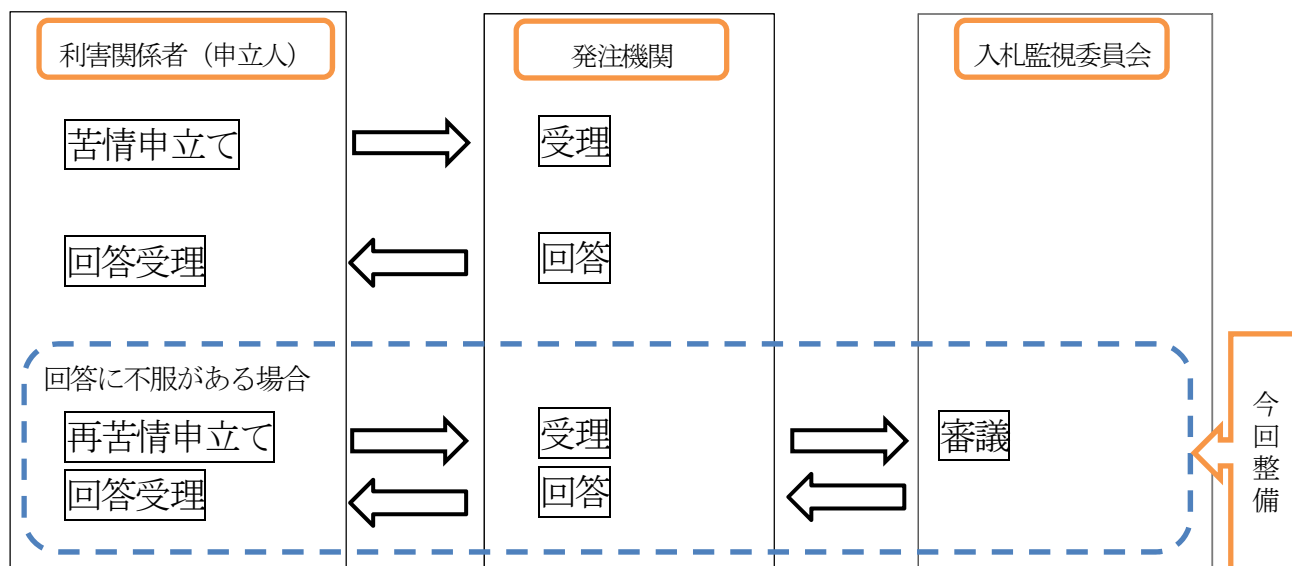 利害関係者（申立人）
発注機関
入札監視委員会
苦情申立て
受理
回答受理
回答
回答に不服がある場合
再苦情申立て
受理
審議
回答受理
回答
今回整備